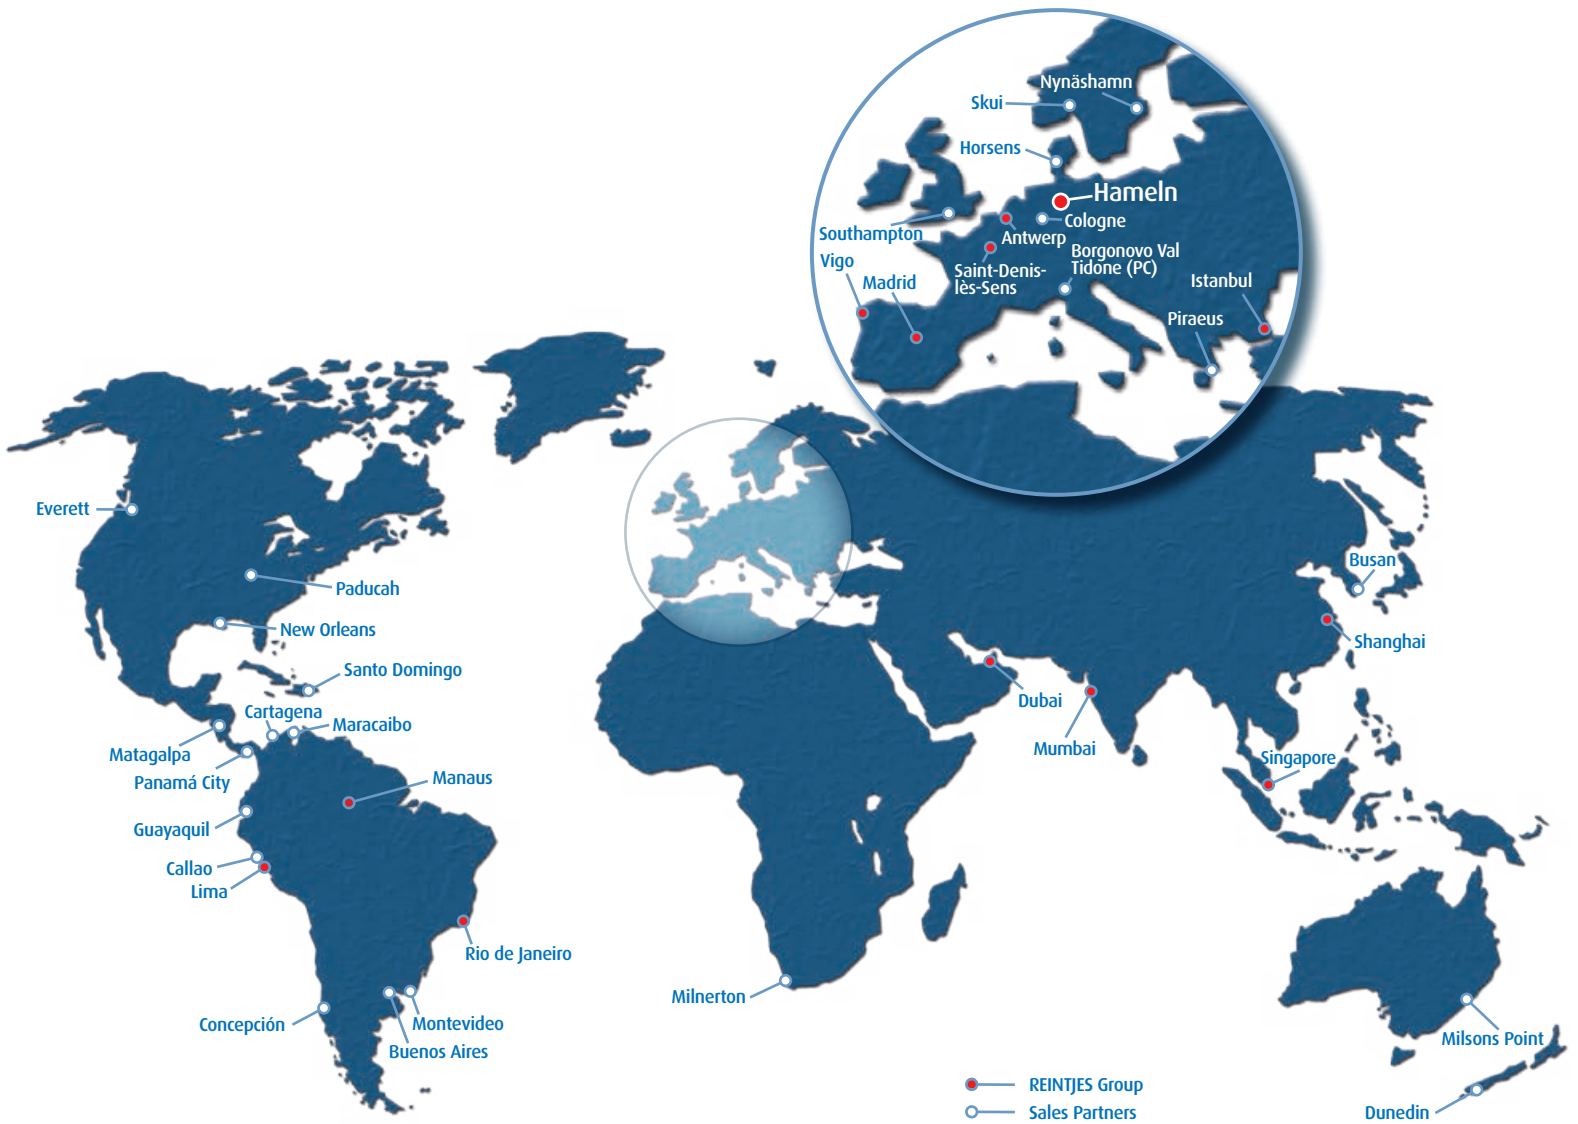 Nynäshamn
Skui
Horsens
Hameln
Cologne
Southampton
Antwerp
Borgonovo Val
Tidone (PC)
Vigo
Saint-Denis-
lès-Sens
Madrid
Istanbul
Piraeus
Everett
Paducah
New Orleans
Santo Domingo
Cartagena
Maracaibo
Matagalpa
Panamá City
Manaus
Guayaquil
Callao
Lima
Rio de Janeiro
Concepción
Montevideo
Buenos Aires
Milnerton
Busan
Shanghai
Dubai
Mumbai
Singapore
Milsons Point
Dunedin
REINTJES Group
Sales Partners